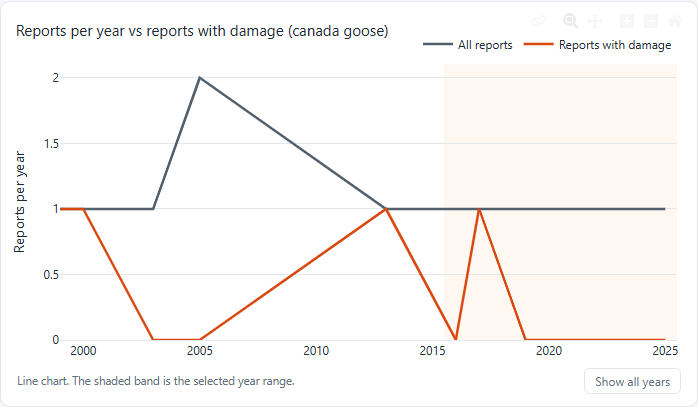 Reports per year vs reports with damage (canada goose)
All reports
Reports with damage
Reports per year
2
1.5
1
0.5
0
2000
2005
2010
2015
2020
2025
Line chart. The shaded band is the selected year range.
Show all years